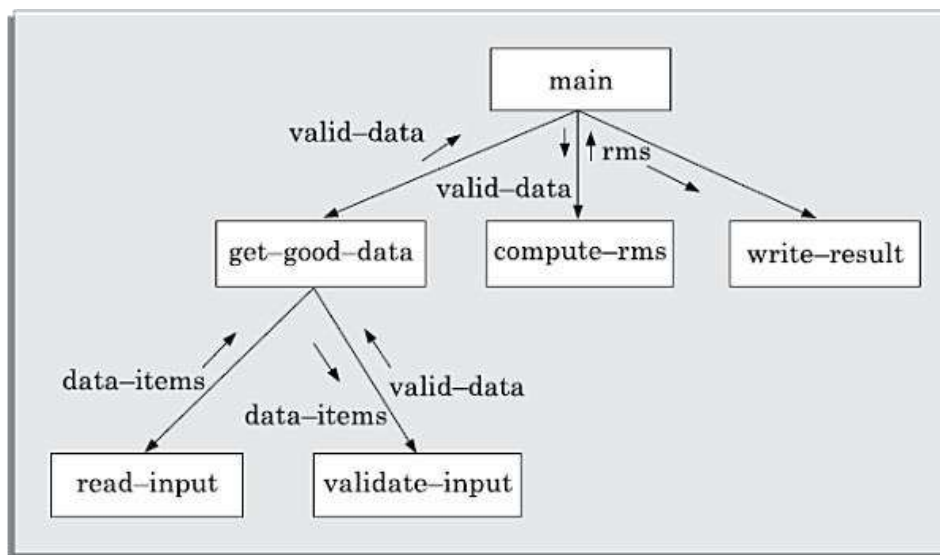 main
valid–data
rms
valid–data
get–good–data
compute–rms
write–result
data–items
valid–data
data–items
read–input
validate–input